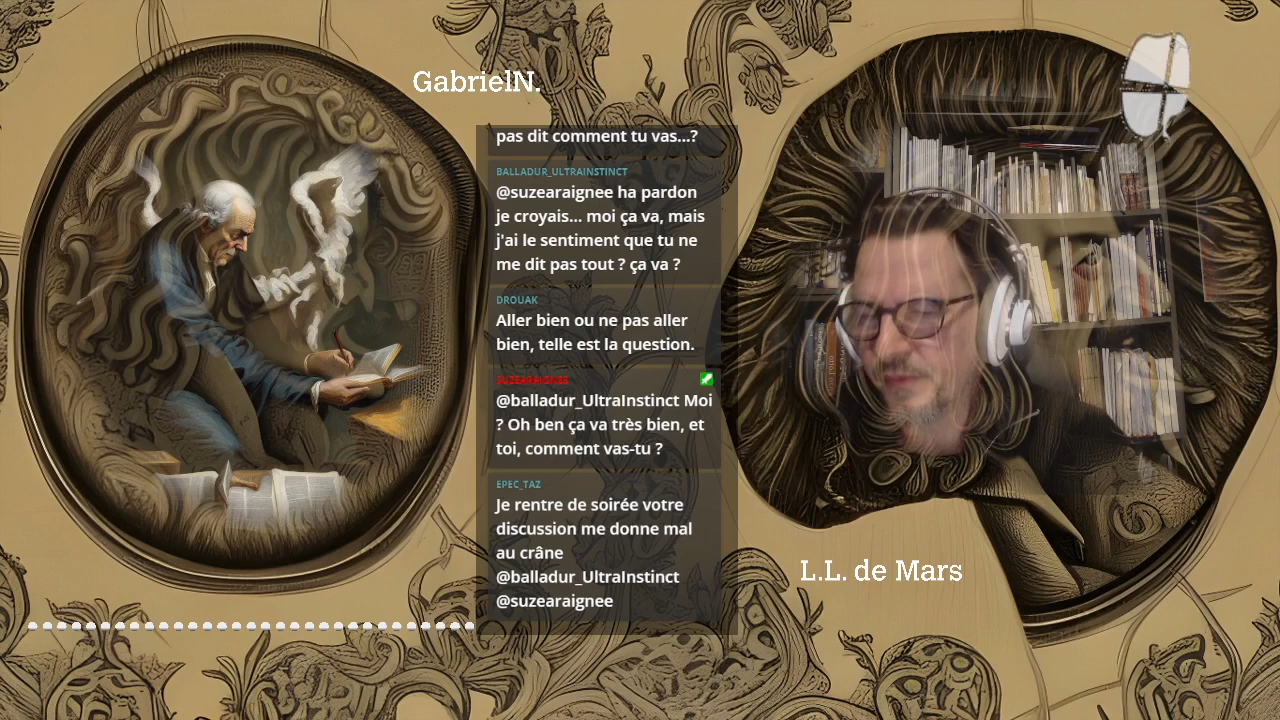 GabrielN.
pas dit comment tu vas...?
BALLADUR_ULTRAINSTINCT
@suzearaignee ha pardon
je croyais... moi ça va, mais
j'ai le sentiment que tu ne
me dit pas tout ? ça va ?
DROUAK
Aller bien ou ne pas aller
bien, telle est la question.
SUZEARAIGNEE
@balladur_UltraInstinct Moi
? Oh ben ça va très bien, et
toi, comment vas-tu ?
EPEC_TAZ
Je rentre de soirée votre
discussion me donne mal
au crâne
@balladur_UltraInstinct
@suzearaignee
L.L. de Mars